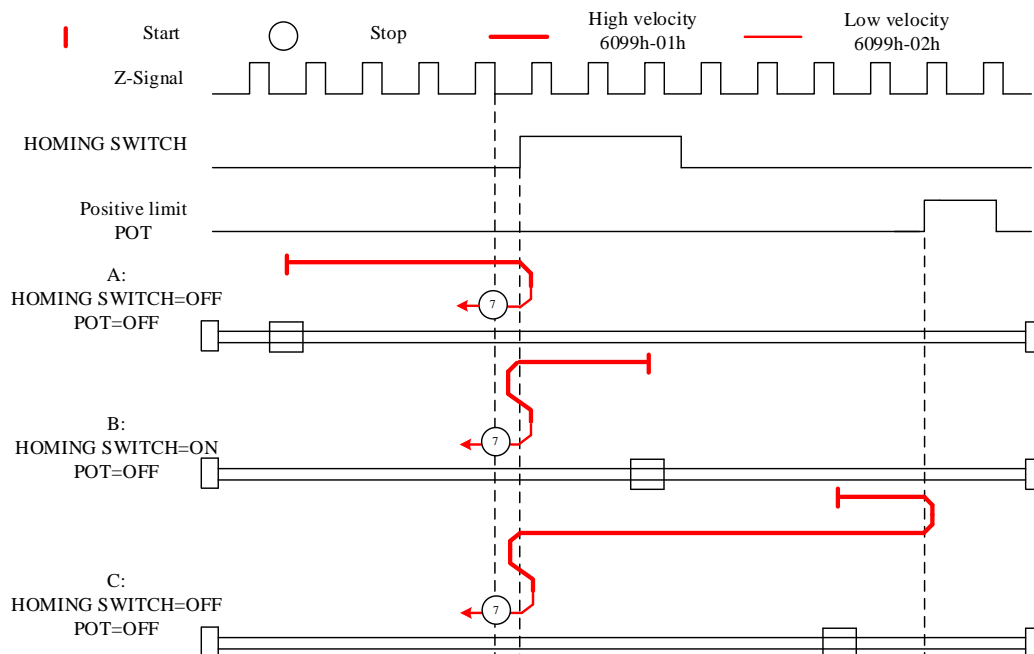 Start
Stop
High velocity
6099h-01h
Low velocity
6099h-02h
Z-Signal
HOMING SWITCH
Positive limit
POT
A:
HOMING SWITCH=OFF
POT=OFF
7
B:
HOMING SWITCH=ON
POT=OFF
7
C:
HOMING SWITCH=OFF
POT=OFF
7